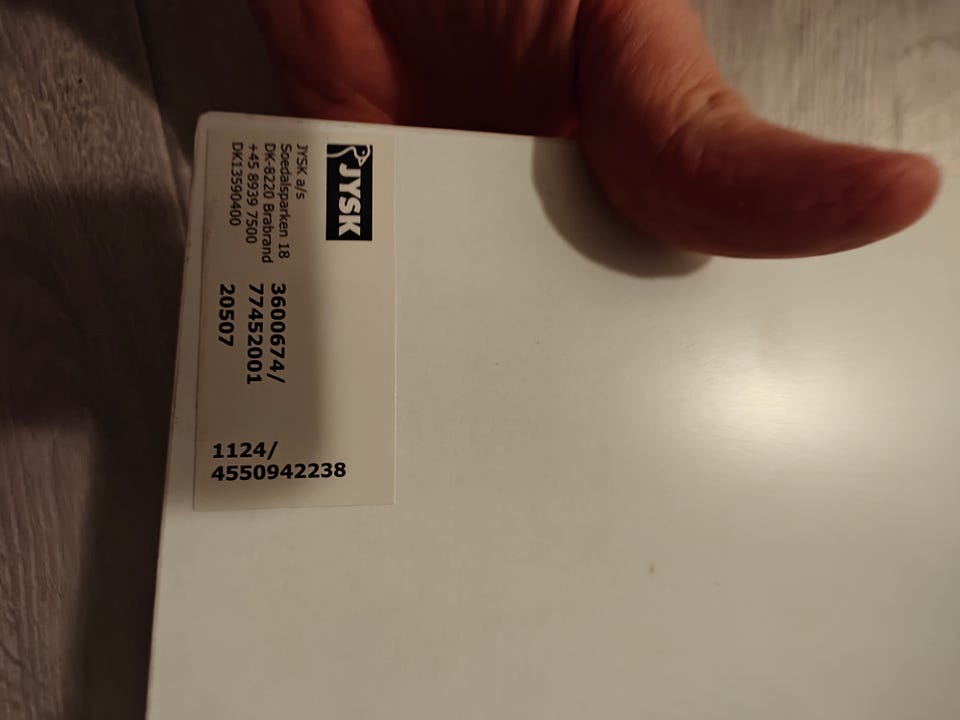 JYSK
JYSK a/s
Soedalsparken 18
DK-8220 Brabrand
+45 8939 7500
DK13590400
3600674/
77452001
20507
1124/
4550942238